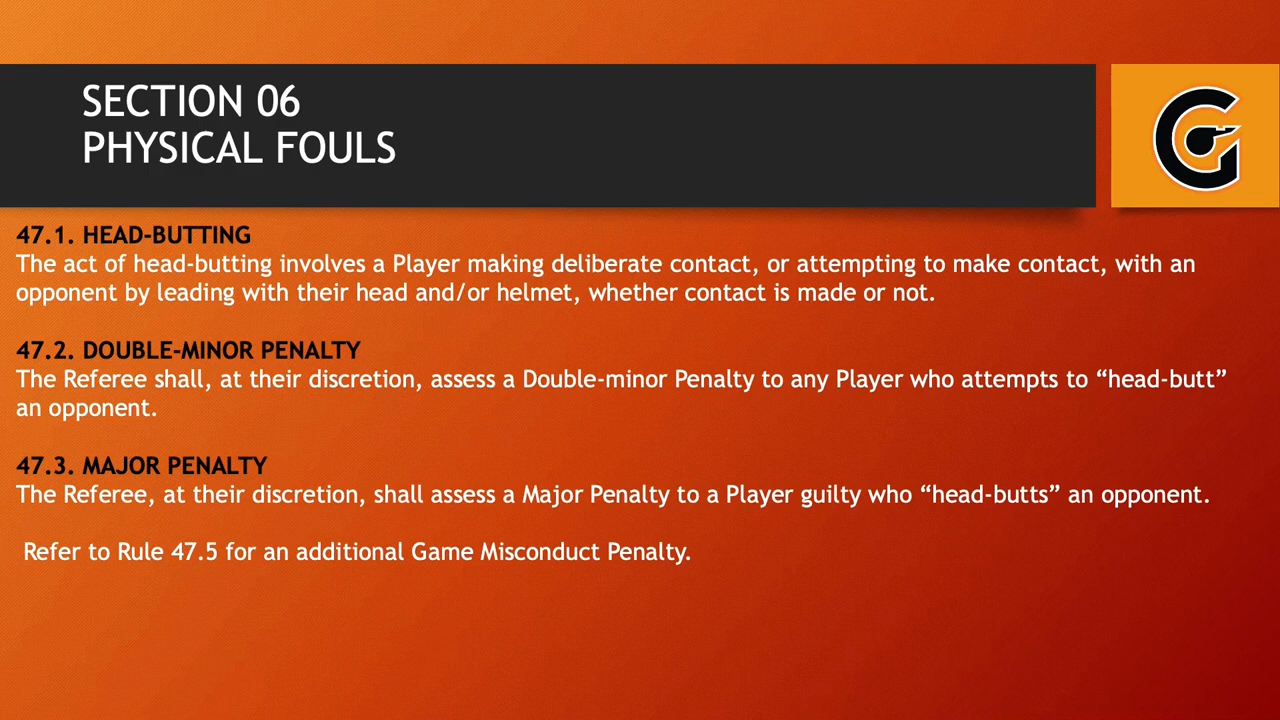 SECTION 06
PHYSICAL FOULS
G
47.1. HEAD-BUTTING
The act of head-butting involves a Player making deliberate contact, or attempting to make contact, with an
opponent by leading with their head and/or helmet, whether contact is made or not.
47.2. DOUBLE-MINOR PENALTY
The Referee shall, at their discretion, assess a Double-minor Penalty to any Player who attempts to “head-butt”
an opponent.
47.3. MAJOR PENALTY
The Referee, at their discretion, shall assess a Major Penalty to a Player guilty who “head-butts” an opponent.
Refer to Rule 47.5 for an additional Game Misconduct Penalty.